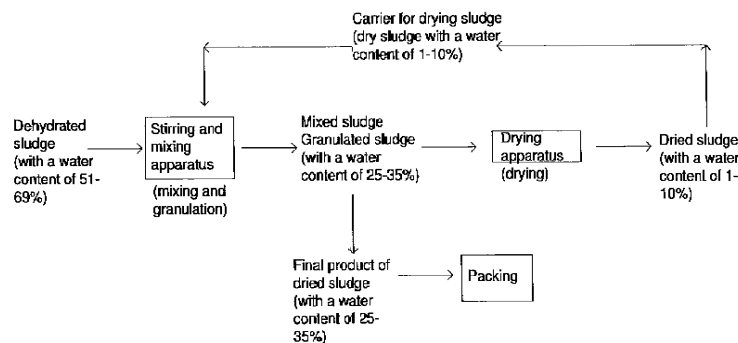 Carrier for drying sludge
(dry sludge with a water
content of 1-10%)
Dehydrated
sludge
(with a water
content of 51-
69%)
Stirring and
mixing
apparatus
(mixing and
granulation)
Mixed sludge
Granulated sludge
(with a water
content of 25-35%)
Drying
apparatus
(drying)
Dried sludge
(with a water
content of 1-
10%)
Final product of
dried sludge
(with a water
content of 25-
35%)
Packing